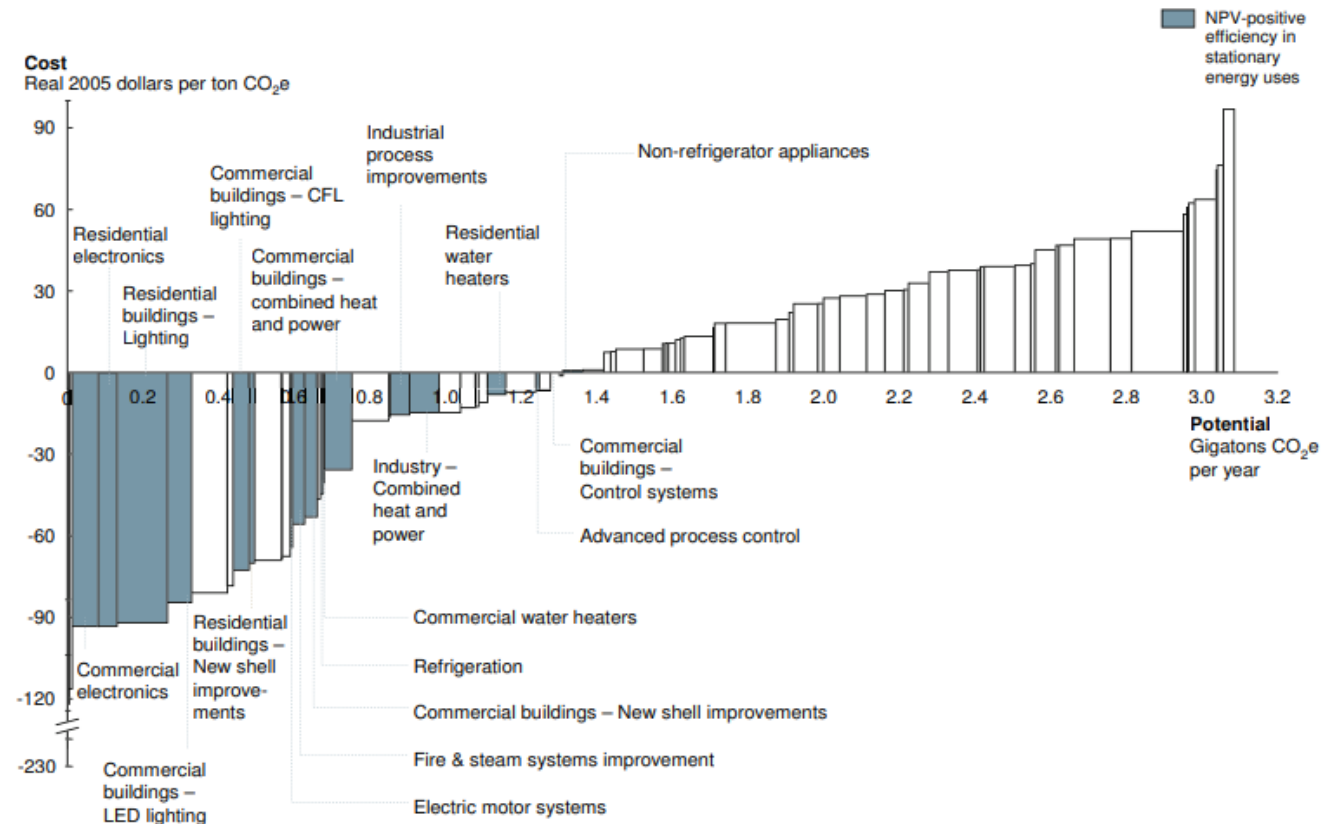 NPV-positive
efficiency in
stationary
energy uses
Cost
Real 2005 dollars per ton CO₂e
90
60
30
0
-30
-60
-90
-120
-230
Residential
electronics
Residential
buildings –
Lighting
Commercial
buildings – CFL
lighting
Commercial
buildings –
combined heat
and power
Industrial
process
improvements
Residential
water
heaters
Non-refrigerator appliances
0
0.2
0.4
0.6
0.8
1.0
1.2
1.4
1.6
1.8
2.0
2.2
2.4
2.6
2.8
3.0
3.2
Potential
Gigatons CO₂e
per year
Commercial
electronics
Commercial
buildings –
LED lighting
Residential
buildings –
New shell
improve-
ments
Industry –
Combined
heat and
power
Commercial
buildings –
Control systems
Advanced process control
Commercial water heaters
Refrigeration
Commercial buildings – New shell improvements
Fire & steam systems improvement
Electric motor systems